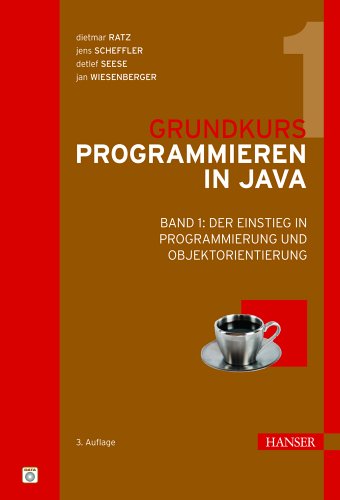 dietmar RATZ
jens SCHEFFLER
detlef SEESE
jan WIESENBERGER
1
GRUNDKURS
PROGRAMMIEREN
IN JAVA
BAND 1: DER EINSTIEG IN
PROGRAMMIERUNG UND
OBJEKTORIENTIERUNG
3. Auflage
HANSER